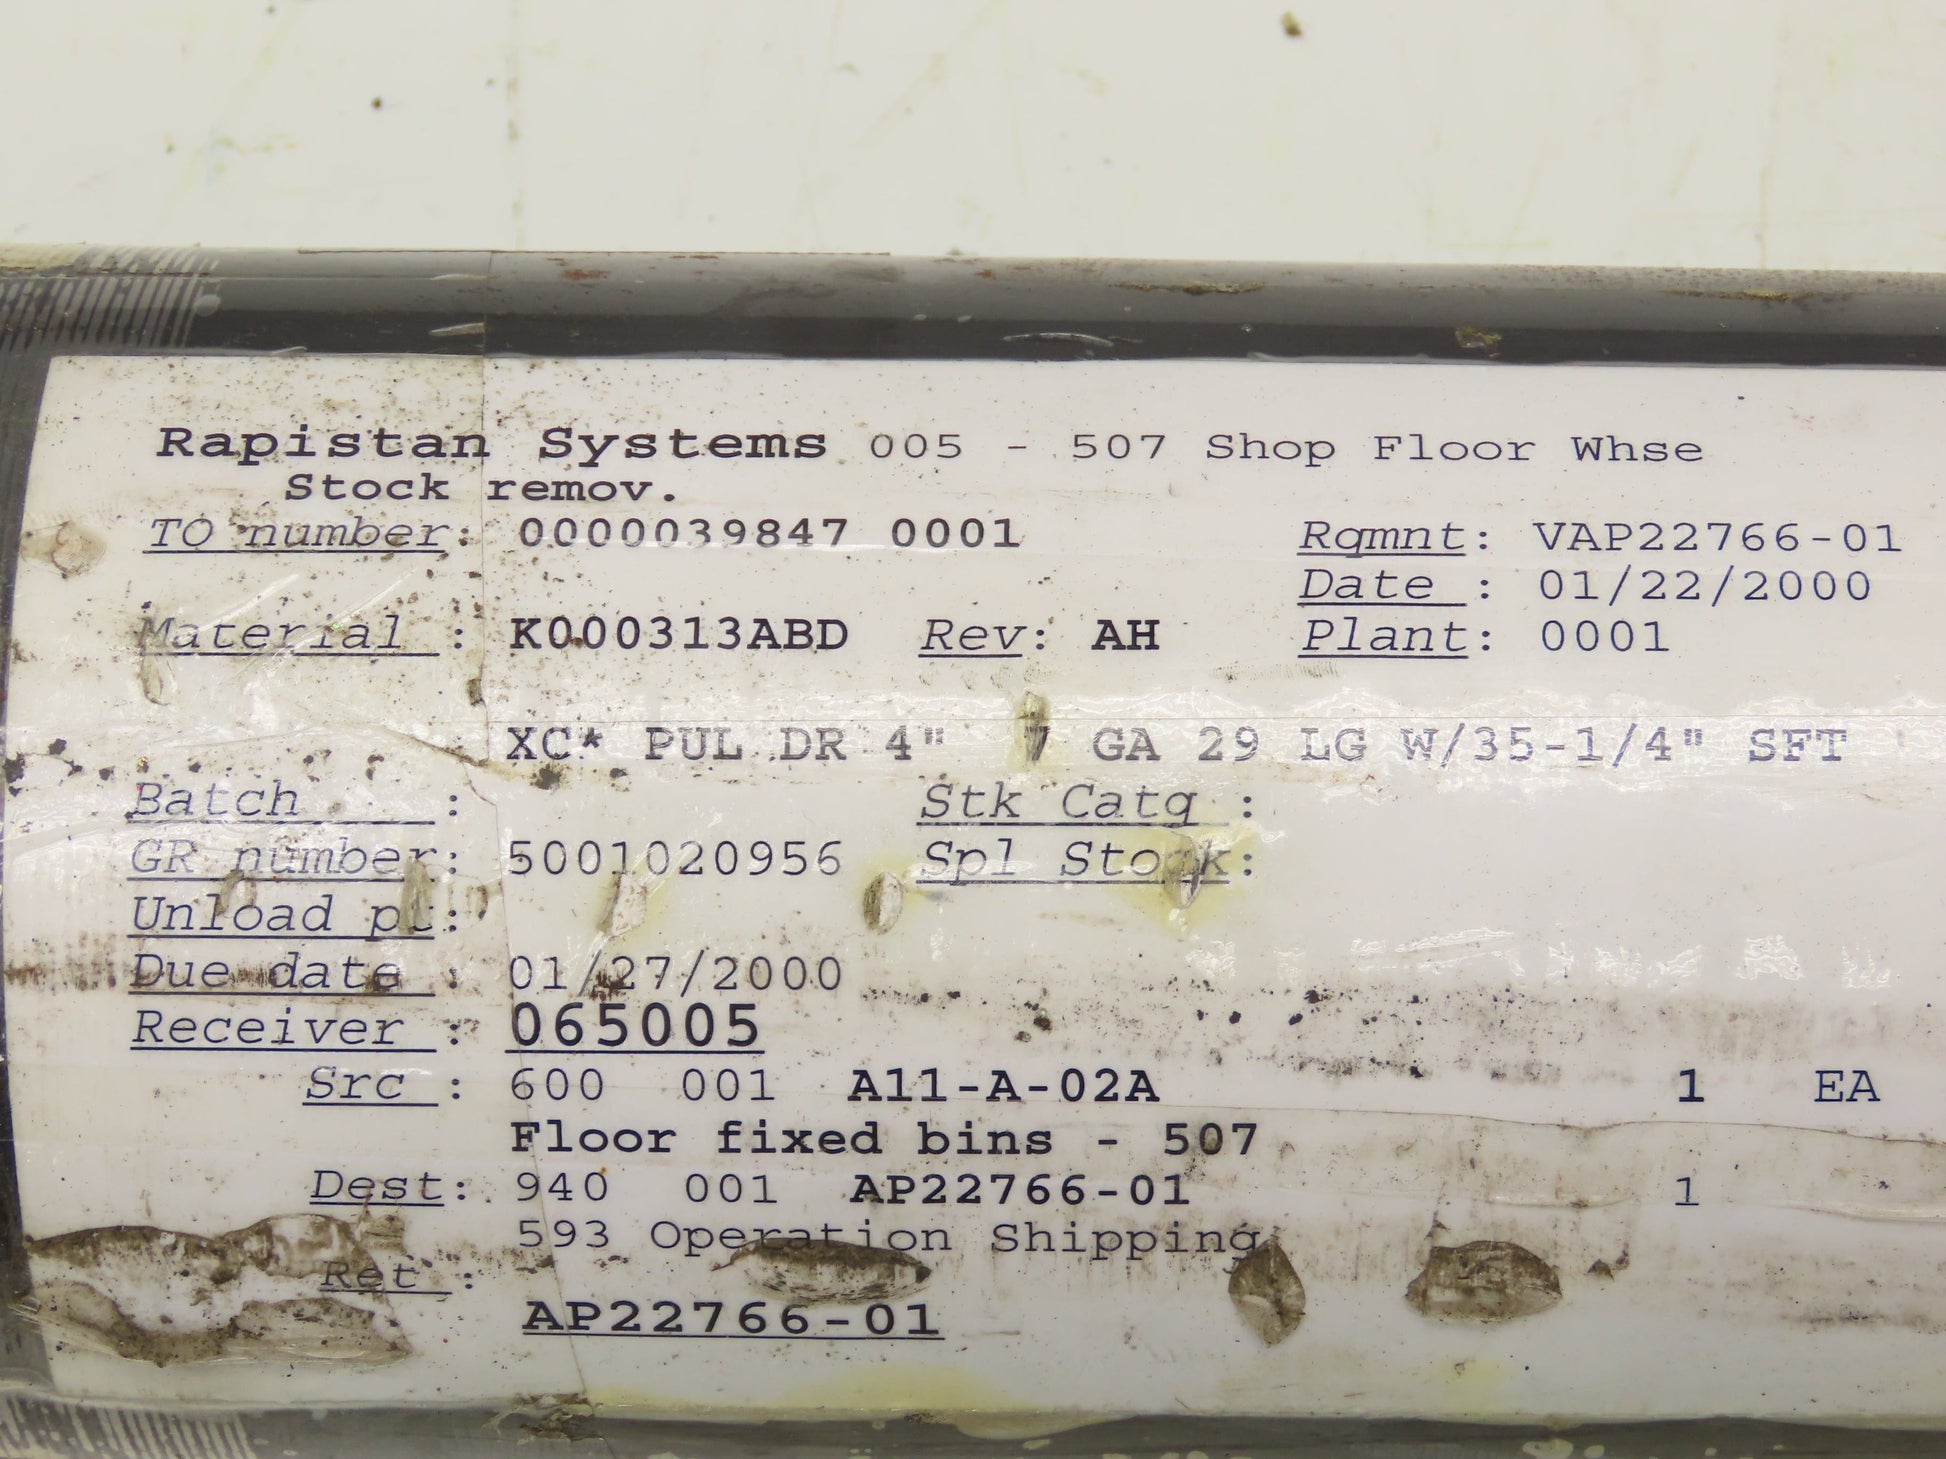 Rapistan Systems 005 - 507 Shop Floor Whse
Stock remov.
TO number: 0000039847 0001 Rqmnt: VAP22766-01
Date : 01/22/2000
Material : K000313ABD Rev: AH Plant: 0001
XC* PUL DR 4" 7 GA 29 LG W/35-1/4" SFT
Batch : Stk Catg :
GR number: 5001020956 Spl Stock:
Unload pt:
Due date : 01/27/2000
Receiver : 065005
Src : 600 001 A11-A-02A 1 EA
Floor fixed bins - 507
Dest: 940 001 AP22766-01 1
593 Operation Shipping
Ret :
AP22766-01